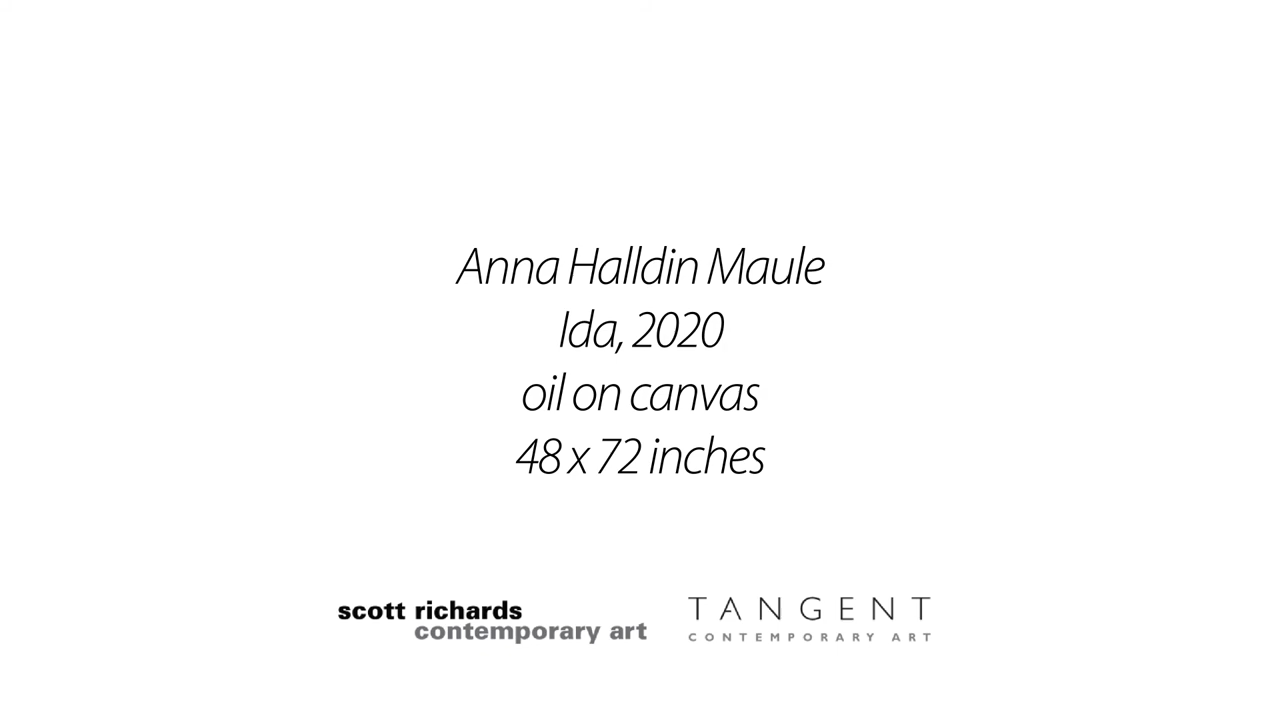 Anna Halldin Maule
Ida, 2020
oil on canvas
48 x 72 inches
scott richards
contemporary art
TANGENT
CONTEMPORARY ART